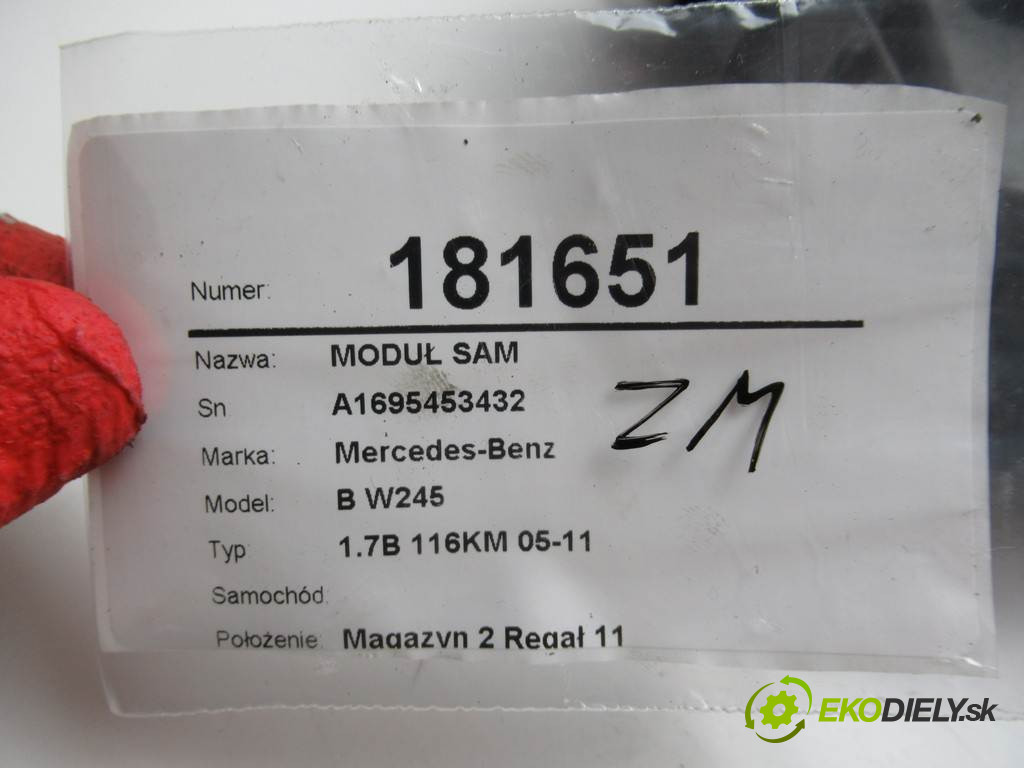 Numer: 181651
Nazwa: MODUŁ SAM
Sn A1695453432
ZM
Marka: Mercedes-Benz
Model: B W245
Typ 1.7B 116KM 05-11
Samochód:
Położenie: Magazyn 2 Regał 11
EKODIELY.sk